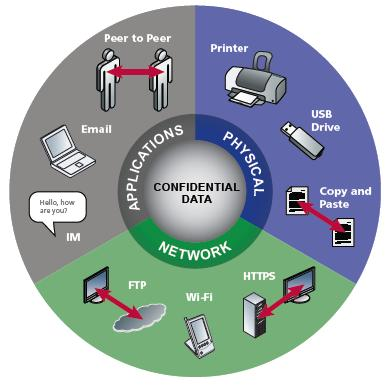 Peer to Peer
Email
Hello, how
are you?
IM
APPLICATIONS
Printer
USB
Drive
Copy and
Paste
PHYSICAL
CONFIDENTIAL
DATA
NETWORK
FTP
Wi-Fi
HTTPS